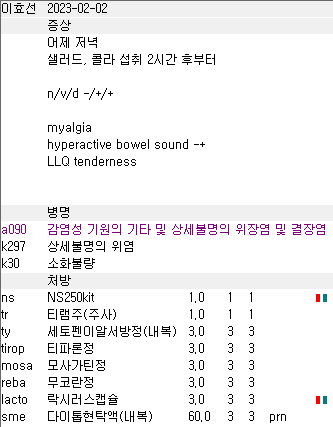 이효선 2023-02-02
증상
어제 저녁
샐러드, 콜라 섭취 2시간 후부터
n/v/d -/+/+
myalgia
hyperactive bowel sound -+
LLQ tenderness
병명
a090 감염성 기원의 기타 및 상세불명의 위장염 및 결장염
k297 상세불명의 위염
k30 소화불량
처방
ns NS250kit 1,0 1 1
tr 티램주(주사) 1,0 1 1
ty 세토펜이알서방정(내복) 3,0 3 3
tirop 티파론정 3,0 3 3
mosa 모사가틴정 3,0 3 3
reba 무코란정 3,0 3 3
lacto 락시러스캡슐 3,0 3 3
sme 다이톱현탁액(내복) 60,0 3 3 prn